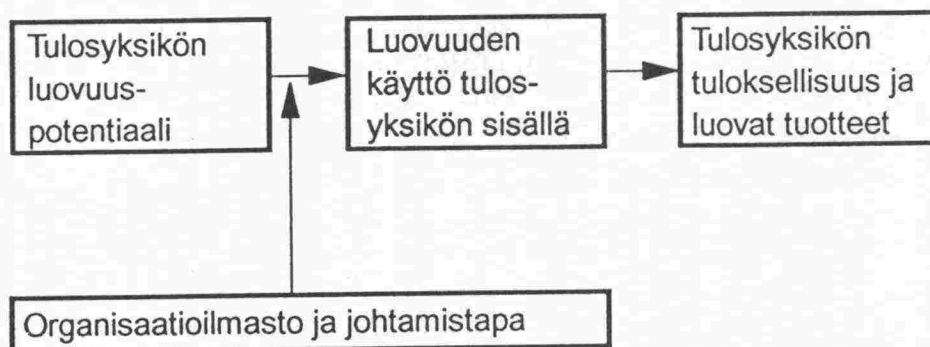 Tulosyksikön
luovuus-
potentiaali
Luovuuden
käyttö tulos-
yksikön sisällä
Tulosyksikön
tuloksellisuus ja
luovat tuotteet
Organisaatioilmasto ja johtamistapa